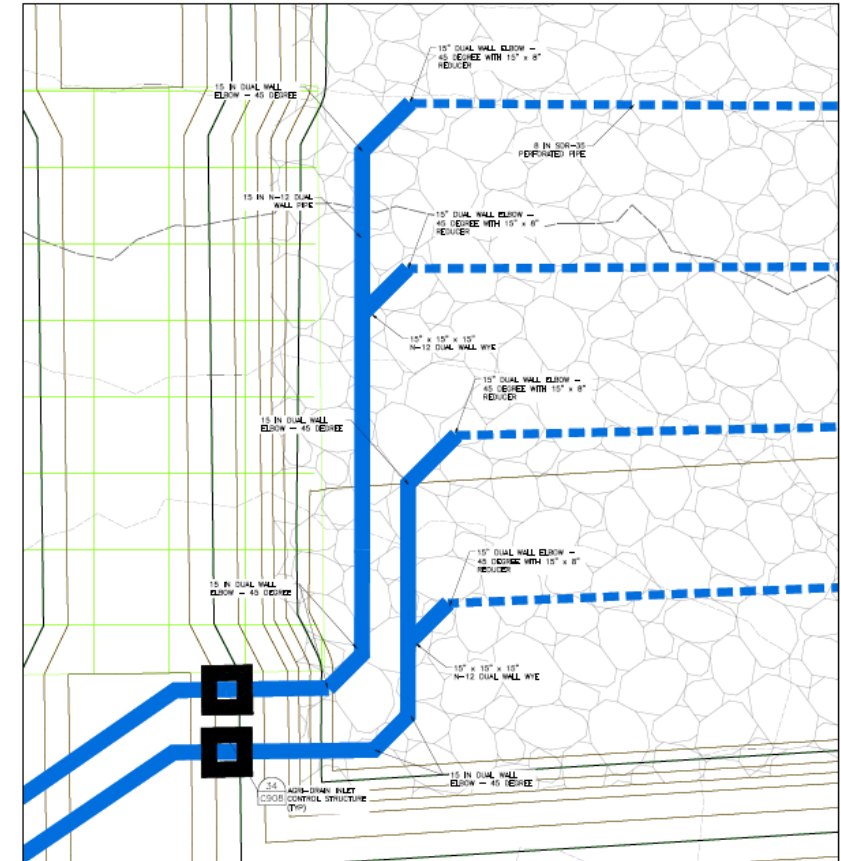 15" DUAL WALL ELBOW -
45 DEGREE WITH 15" x 8"
REDUCER
15 IN DUAL WALL
ELBOW - 45 DEGREE
8 IN SDR-35
PERFORATED PIPE
15 IN N-12 DUAL
WALL PIPE
15" DUAL WALL ELBOW -
45 DEGREE WITH 15" x 8"
REDUCER
15" x 15" x 15"
N-12 DUAL WALL WYE
15" DUAL WALL ELBOW -
45 DEGREE WITH 15" x 8"
REDUCER
15 IN DUAL WALL
ELBOW - 45 DEGREE
15" DUAL WALL ELBOW -
45 DEGREE WITH 15" x 8"
REDUCER
15 IN DUAL WALL
ELBOW - 45 DEGREE
15" x 15" x 15"
N-12 DUAL WALL WYE
15 IN DUAL WALL
ELBOW - 45 DEGREE
34
C908
AGRI-DRAIN INLET
CONTROL STRUCTURE
(TYP)